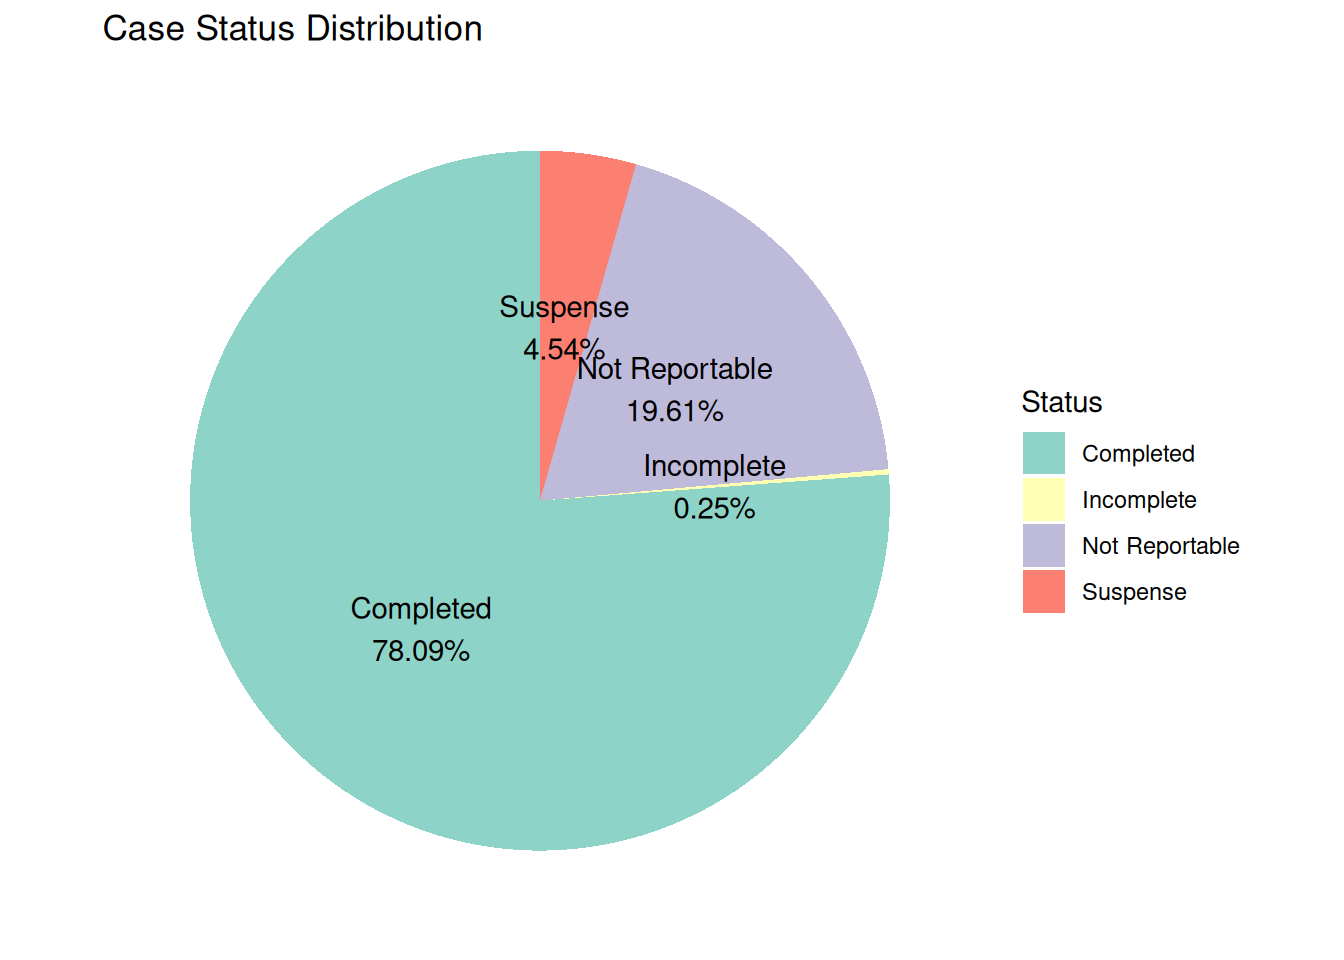 Case Status Distribution
Suspense
4.54%
Not Reportable
19.61%
Incomplete
0.25%
Completed
78.09%
Status
Completed
Incomplete
Not Reportable
Suspense